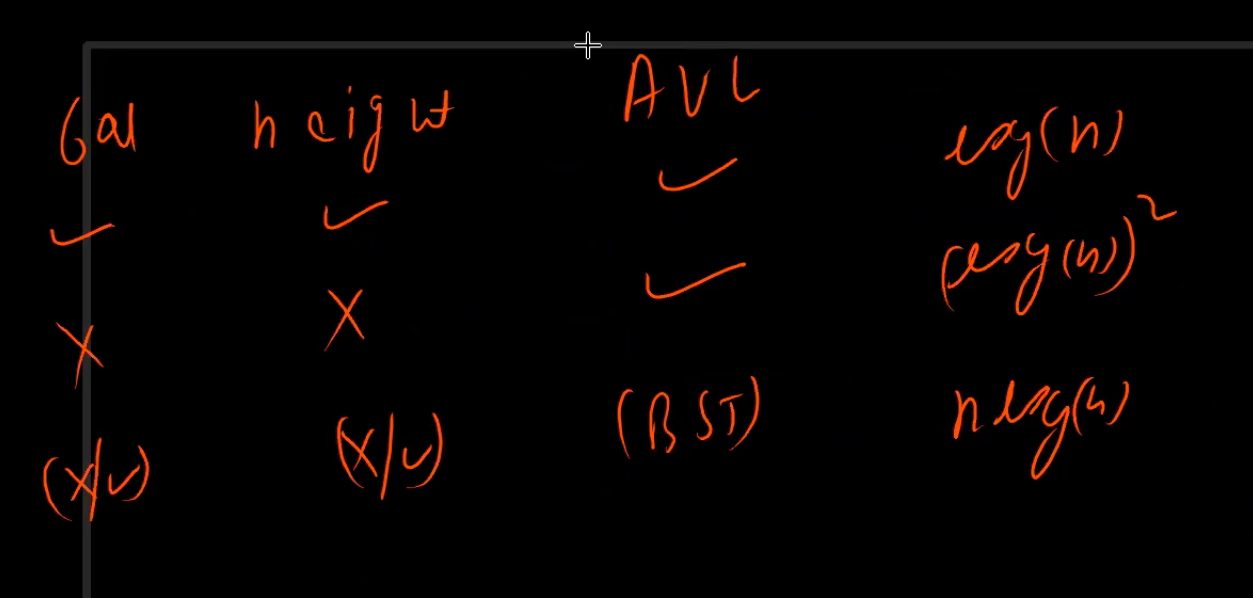 bal height AVL log(n)
✓ ✓ ✓ (log(n))²
X X ✓
(X/✓) (X/✓) (BST) nlog(n)